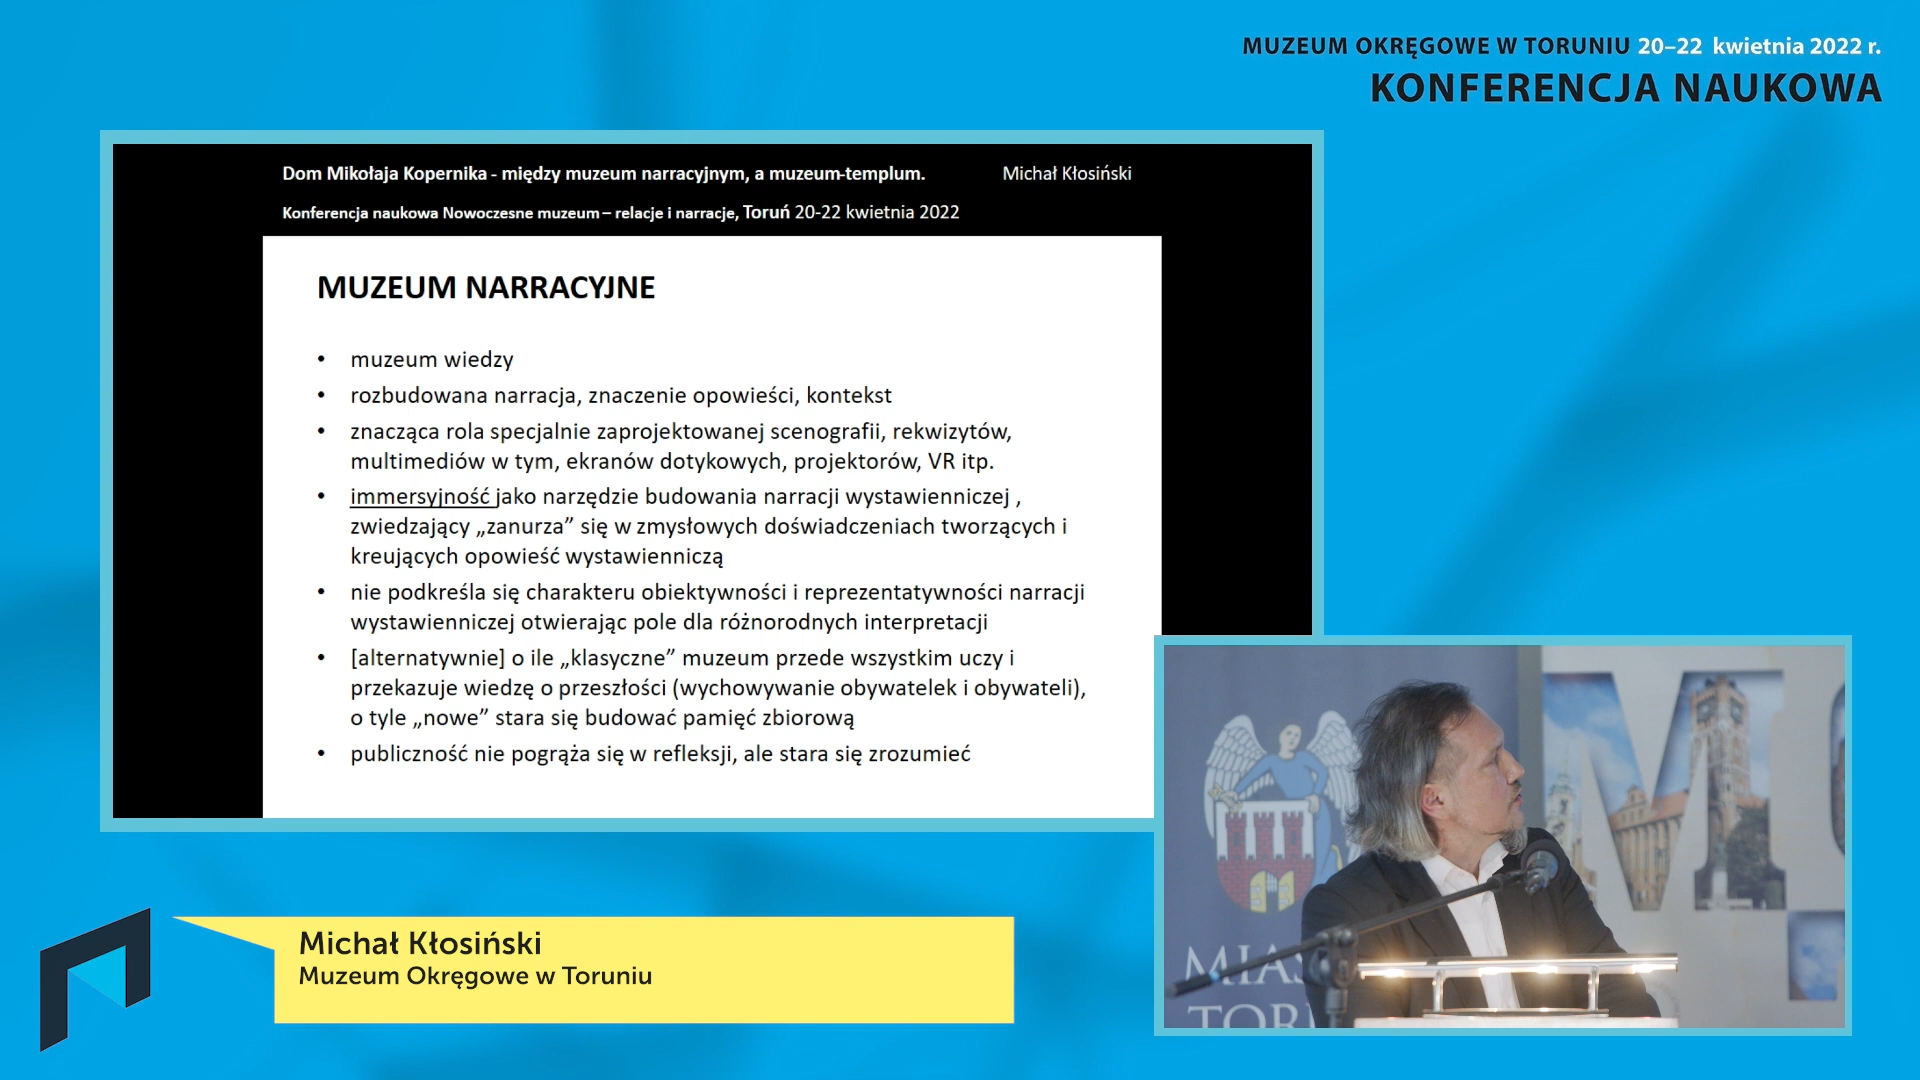 MUZEUM OKRĘGOWE W TORUNIU 20–22 kwietnia 2022 r.
KONFERENCJA NAUKOWA
Dom Mikołaja Kopernika - między muzeum narracyjnym, a muzeum-templum. Michał Kłosiński
Konferencja naukowa Nowoczesne muzeum – relacje i narracje, Toruń 20-22 kwietnia 2022
MUZEUM NARRACYJNE
• muzeum wiedzy
• rozbudowana narracja, znaczenie opowieści, kontekst
• znacząca rola specjalnie zaprojektowanej scenografii, rekwizytów,
multimediów w tym, ekranów dotykowych, projektorów, VR itp.
• immersyjność jako narzędzie budowania narracji wystawienniczej ,
zwiedzający „zanurza” się w zmysłowych doświadczeniach tworzących i
kreujących opowieść wystawienniczą
• nie podkreśla się charakteru obiektywności i reprezentatywności narracji
wystawienniczej otwierając pole dla różnorodnych interpretacji
• [alternatywnie] o ile „klasyczne” muzeum przede wszystkim uczy i
przekazuje wiedzę o przeszłości (wychowywanie obywatelek i obywateli),
o tyle „nowe” stara się budować pamięć zbiorową
• publiczność nie pogrąża się w refleksji, ale stara się zrozumieć
Michał Kłosiński
Muzeum Okręgowe w Toruniu
M
MIAS
TOR